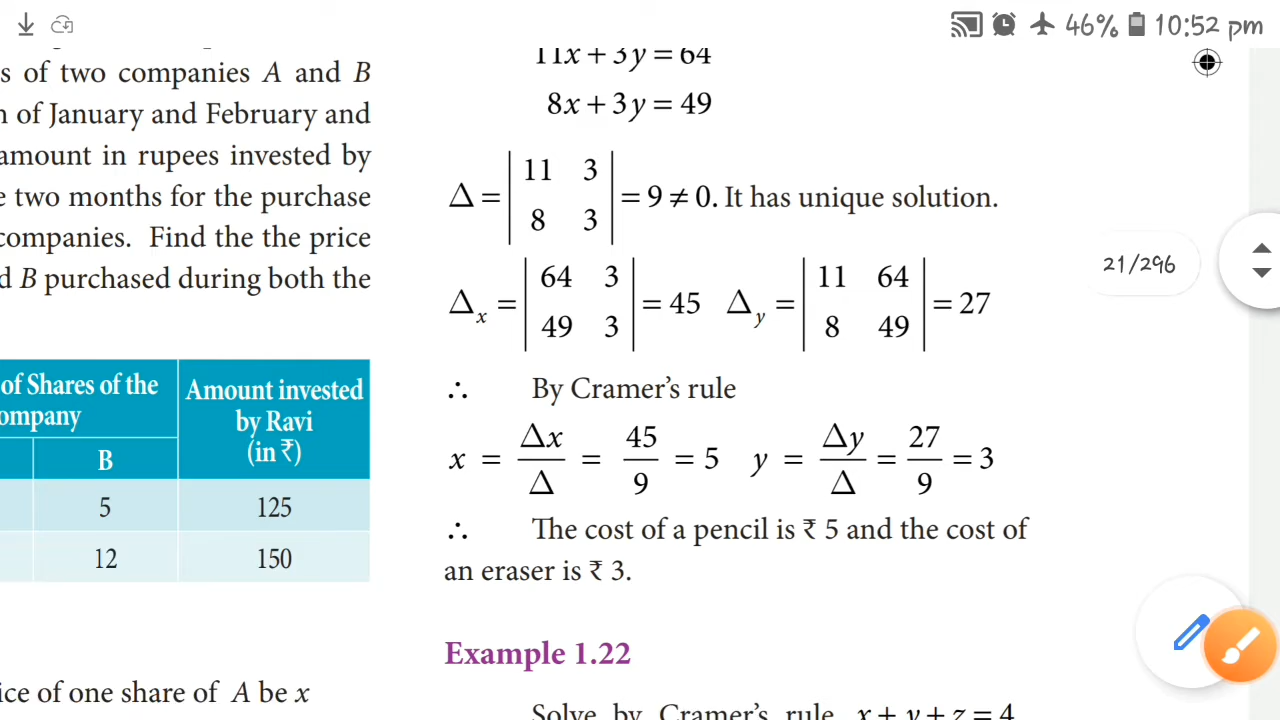 46% 10:52 pm
s of two companies A and B
n of January and February and
amount in rupees invested by
e two months for the purchase
companies. Find the the price
d B purchased during both the
of Shares of the
ompany
Amount invested
by Ravi
(in ₹)
B
5 125
12 150
ice of one share of A be x
11x + 3y = 64
8x + 3y = 49
Δ = | 11 3 | = 9 ≠ 0. It has unique solution.
| 8 3 |
Δx = | 64 3 | = 45 Δy = | 11 64 | = 27
| 49 3 | | 8 49 |
∴ By Cramer's rule
x = Δx/Δ = 45/9 = 5 y = Δy/Δ = 27/9 = 3
∴ The cost of a pencil is ₹ 5 and the cost of
an eraser is ₹ 3.
Example 1.22
Solve by Cramer's rule x + y + z = 4
21/296